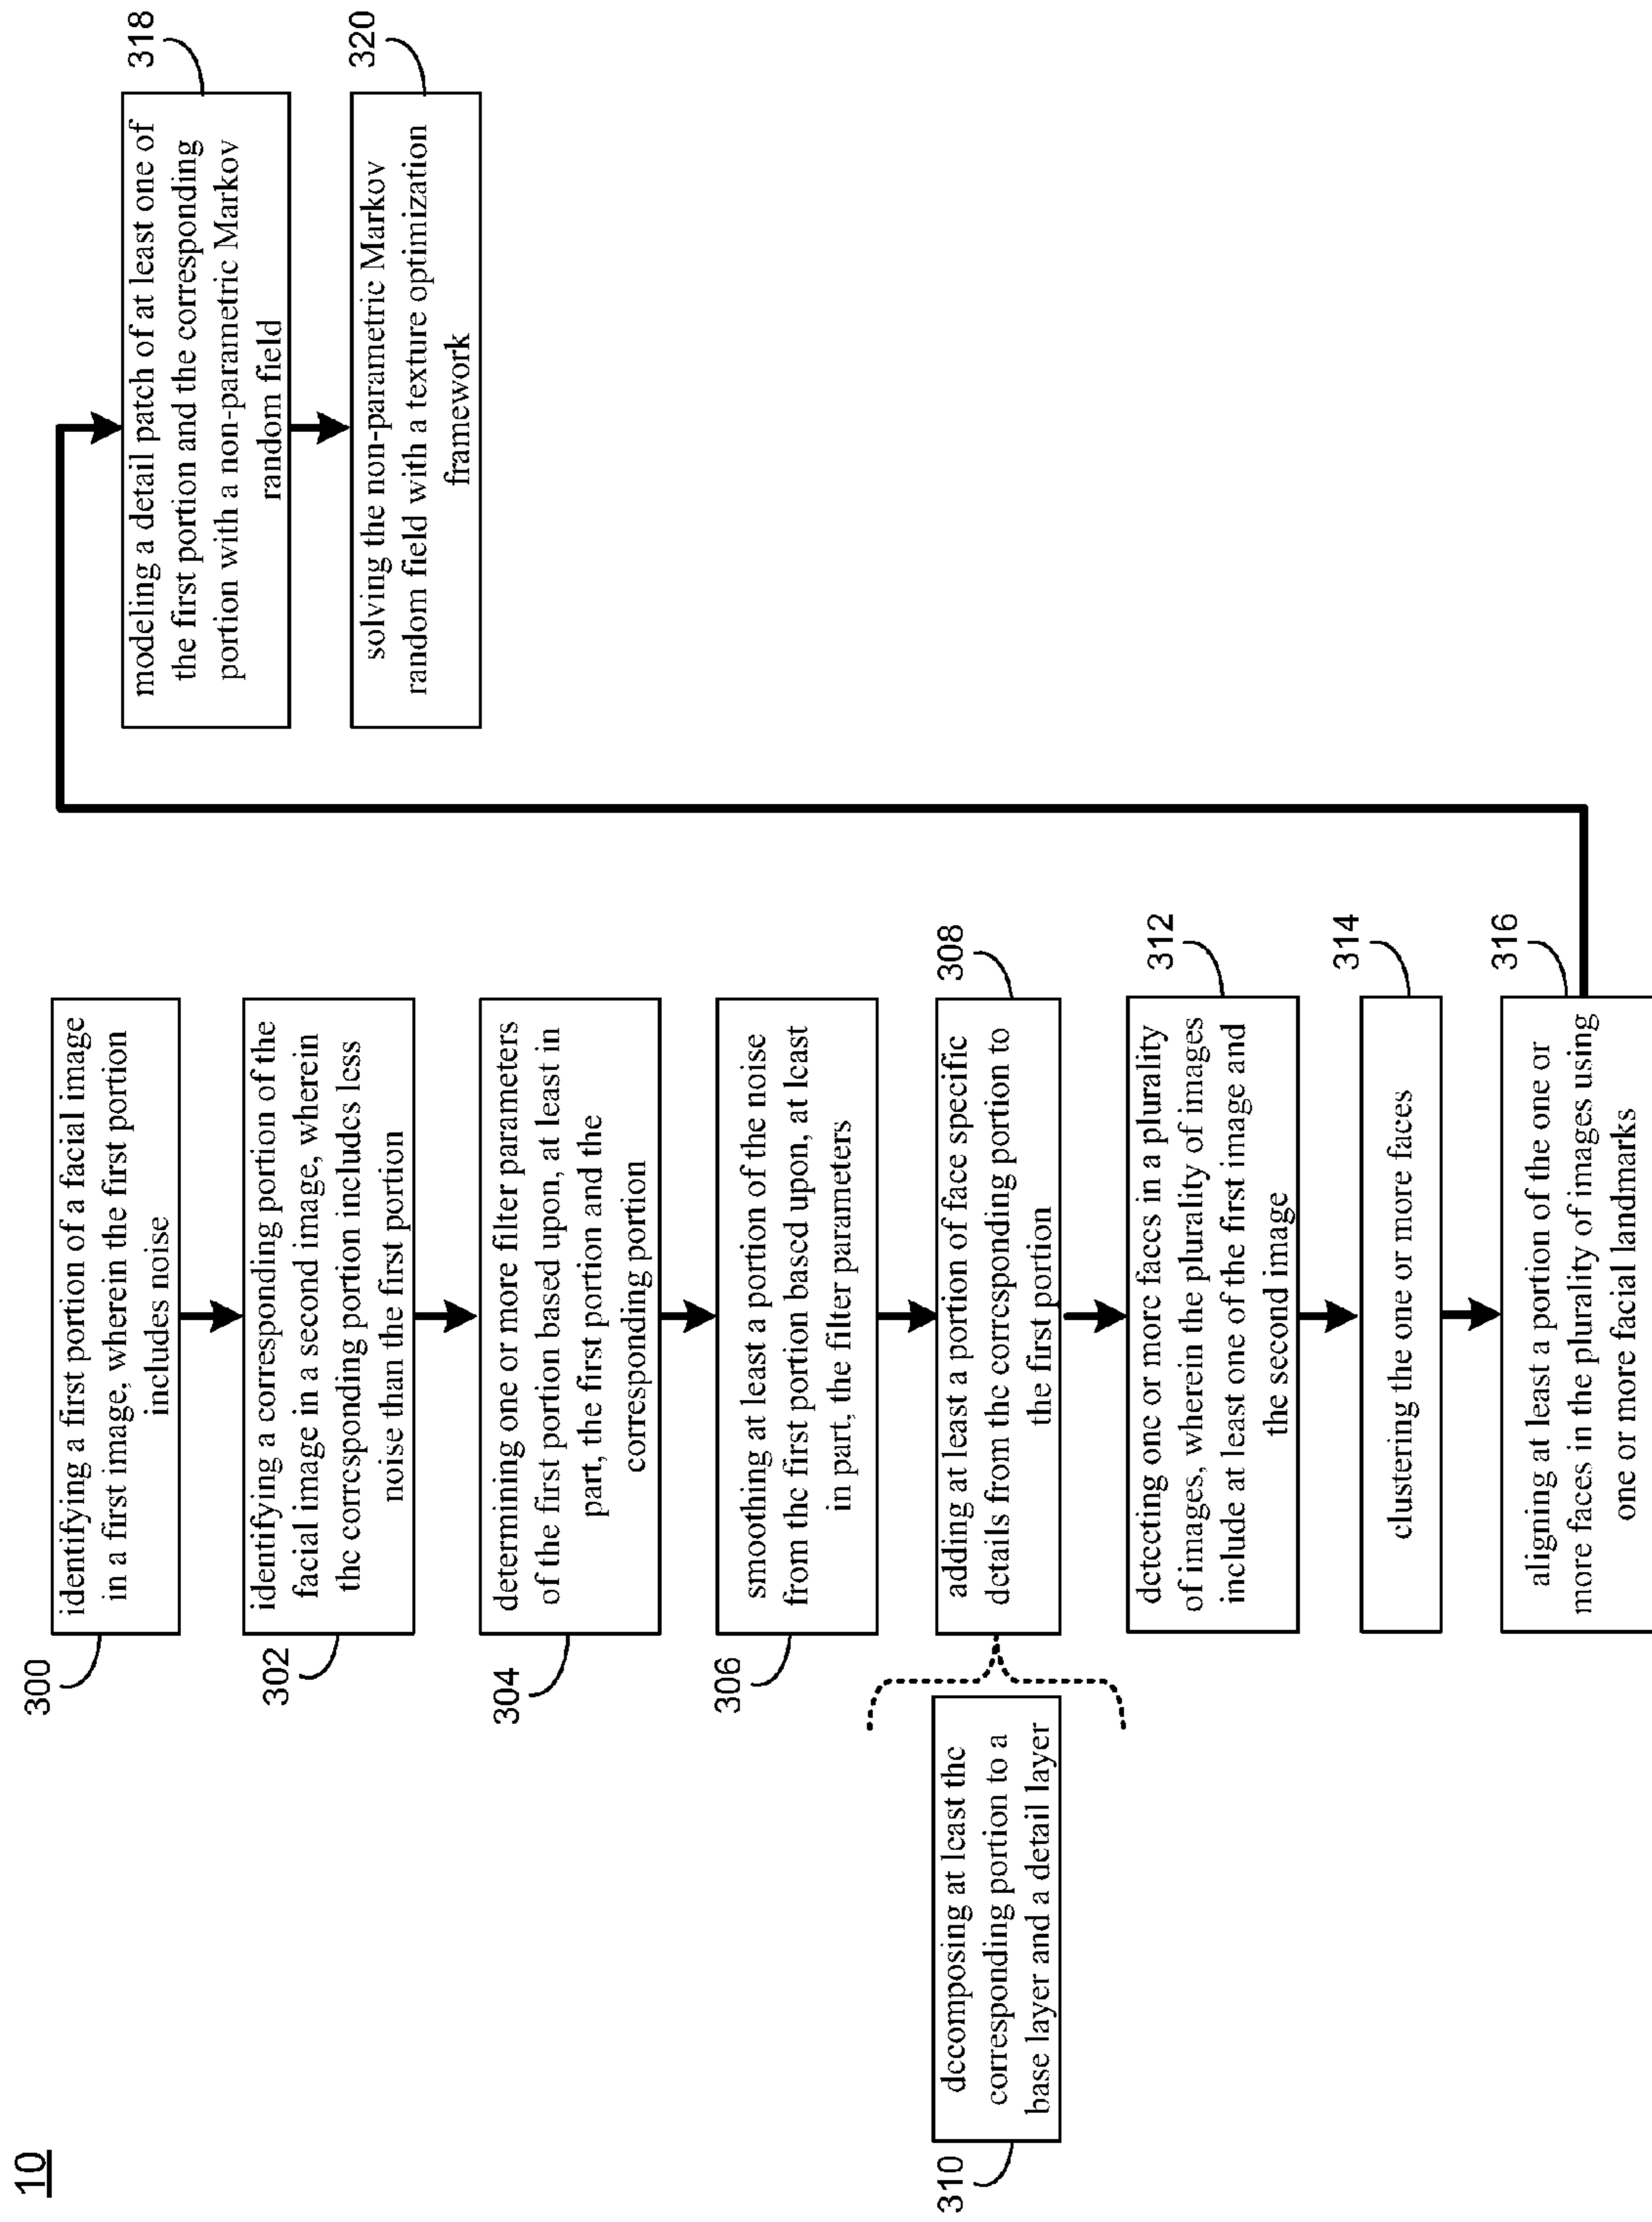 10
300
identifying a first portion of a facial image
in a first image, wherein the first portion
includes noise
302
identifying a corresponding portion of the
facial image in a second image, wherein
the corresponding portion includes less
noise than the first portion
304
determining one or more filter parameters
of the first portion based upon, at least in
part, the first portion and the
corresponding portion
306
smoothing at least a portion of the noise
from the first portion based upon, at least
in part, the filter parameters
308
adding at least a portion of face specific
details from the corresponding portion to
the first portion
310
decomposing at least the
corresponding portion to a
base layer and a detail layer
312
detecting one or more faces in a plurality
of images, wherein the plurality of images
include at least one of the first image and
the second image
314
clustering the one or more faces
316
aligning at least a portion of the one or
more faces in the plurality of images using
one or more facial landmarks
318
modeling a detail patch of at least one of
the first portion and the corresponding
portion with a non-parametric Markov
random field
320
solving the non-parametric Markov
random field with a texture optimization
framework